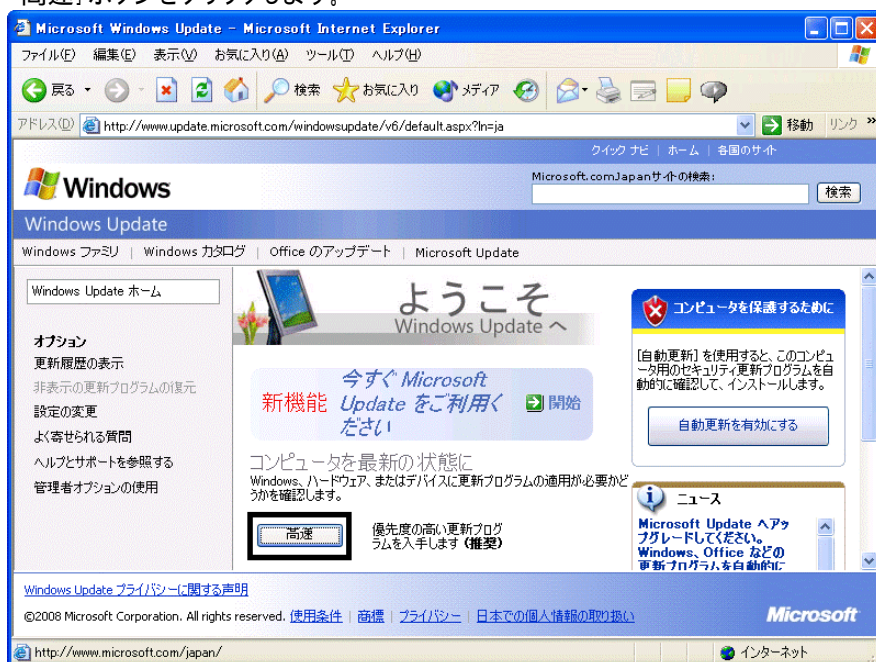 高速]ボタンをクリックします。
Microsoft Windows Update - Microsoft Internet Explorer
ファイル(F) 編集(E) 表示(V) お気に入り(A) ツール(T) ヘルプ(H)
戻る 検索 お気に入り メディア
アドレス(D) http://www.update.microsoft.com/windowsupdate/v6/default.aspx?ln=ja 移動 リンク »
クイック ナビ | ホーム | 各国のサイト
Windows
Microsoft.comJapanサイトの検索:
検索
Windows Update
Windows ファミリ | Windows カタログ | Office のアップデート | Microsoft Update
Windows Update ホーム
オプション
更新履歴の表示
非表示の更新プログラムの復元
設定の変更
よく寄せられる質問
ヘルプとサポートを参照する
管理者オプションの使用
ようこそ
Windows Update へ
新機能
今すぐ Microsoft
Update をご利用く
ださい
開始
コンピュータを最新の状態に
Windows、ハードウェア、またはデバイスに更新プログラムの適用が必要かど
うかを確認します。
高速
優先度の高い更新プログ
ラムを入手します (推奨)
コンピュータを保護するために
[自動更新] を使用すると、このコンピュ
ータ用のセキュリティ更新プログラムを自
動的に確認して、インストールします。
自動更新を有効にする
ニュース
Microsoft Update へアッ
プグレードしてください。
Windows、Office などの
更新プログラムを自動的に
Windows Update プライバシーに関する声明
©2008 Microsoft Corporation. All rights reserved. 使用条件 | 商標 | プライバシー | 日本での個人情報の取り扱い
Microsoft
http://www.microsoft.com/japan/
インターネット